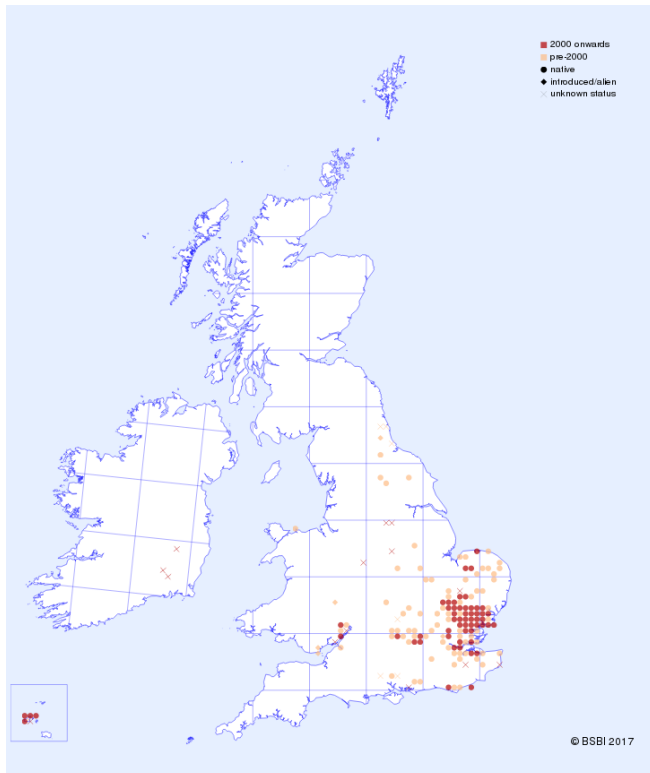 2000 onwards
pre-2000
native
introduced/alien
unknown status
© BSBI 2017